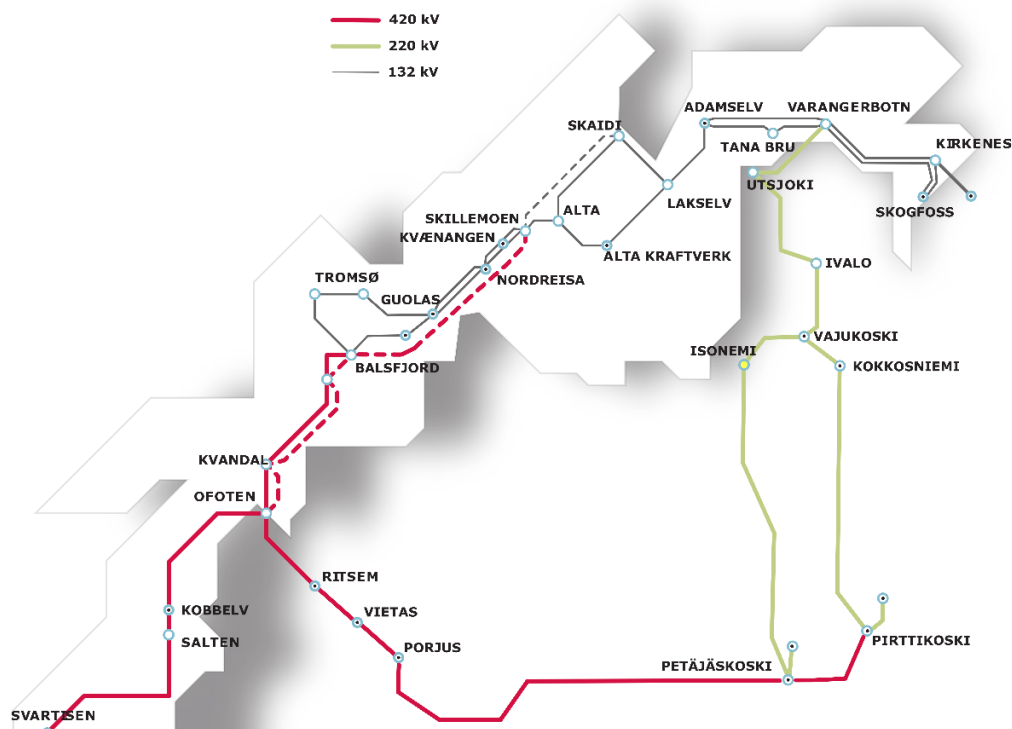 420 kV
220 kV
132 kV
ADAMSELV
VARANGERBOTN
SKAIDI
TANA BRU
KIRKENES
UTSJOKI
LAKSELV
SKOGFOSS
SKILLEMOEN
ALTA
KVÆNANGEN
ALTA KRAFTVERK
IVALO
TROMSØ
NORDREISA
GUOLAS
VAJUKOSKI
ISONEMI
BALSFJORD
KOKKOSNIEMI
KVANDAL
OFOTEN
RITSEM
KOBBELV
VIETAS
SALTEN
PIRTTIKOSKI
PORJUS
PETÄJÄSKOSKI
SVARTISEN